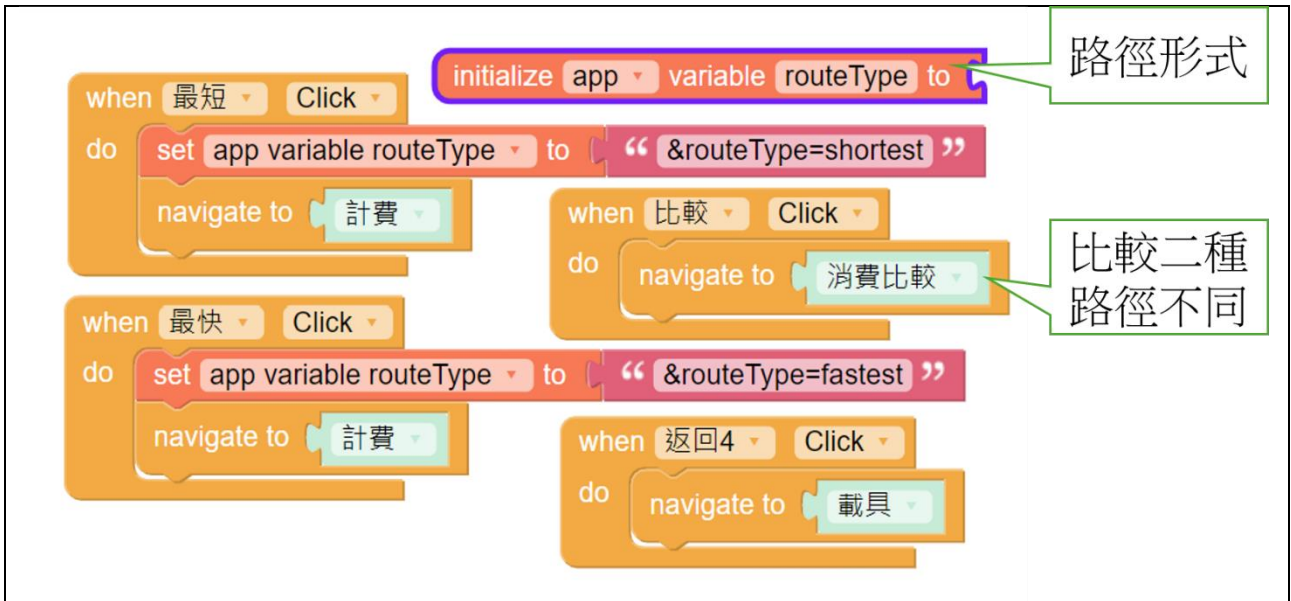 initialize app variable routeType to
路徑形式
when 最短 Click
do set app variable routeType to “ &routeType=shortest ”
navigate to 計費
when 比較 Click
do navigate to 消費比較
比較二種
路徑不同
when 最快 Click
do set app variable routeType to “ &routeType=fastest ”
navigate to 計費
when 返回4 Click
do navigate to 載具